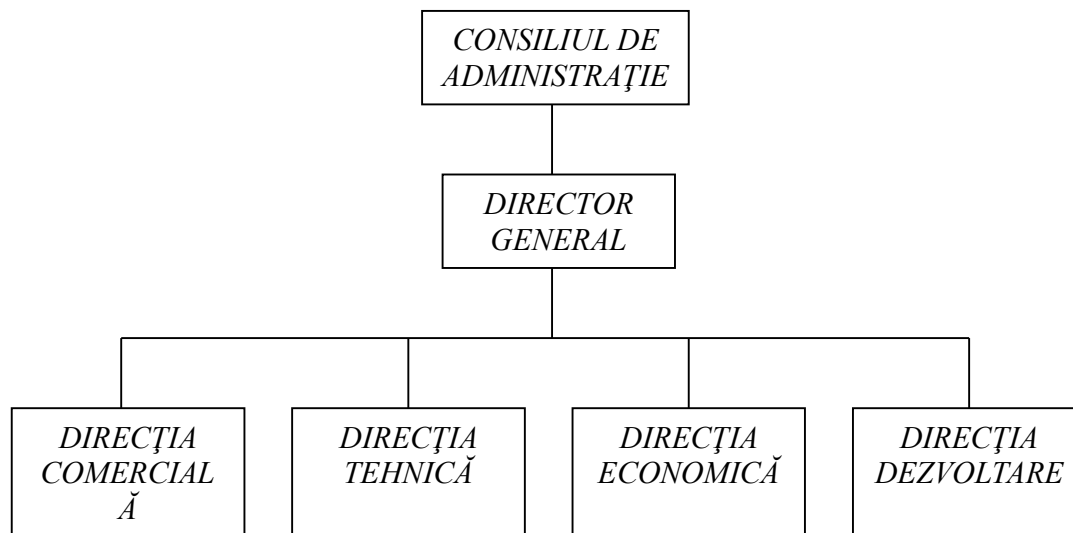 CONSILIUL DE
ADMINISTRAŢIE
DIRECTOR
GENERAL
DIRECŢIA
COMERCIAL
Ă
DIRECŢIA
TEHNICĂ
DIRECŢIA
ECONOMICĂ
DIRECŢIA
DEZVOLTARE